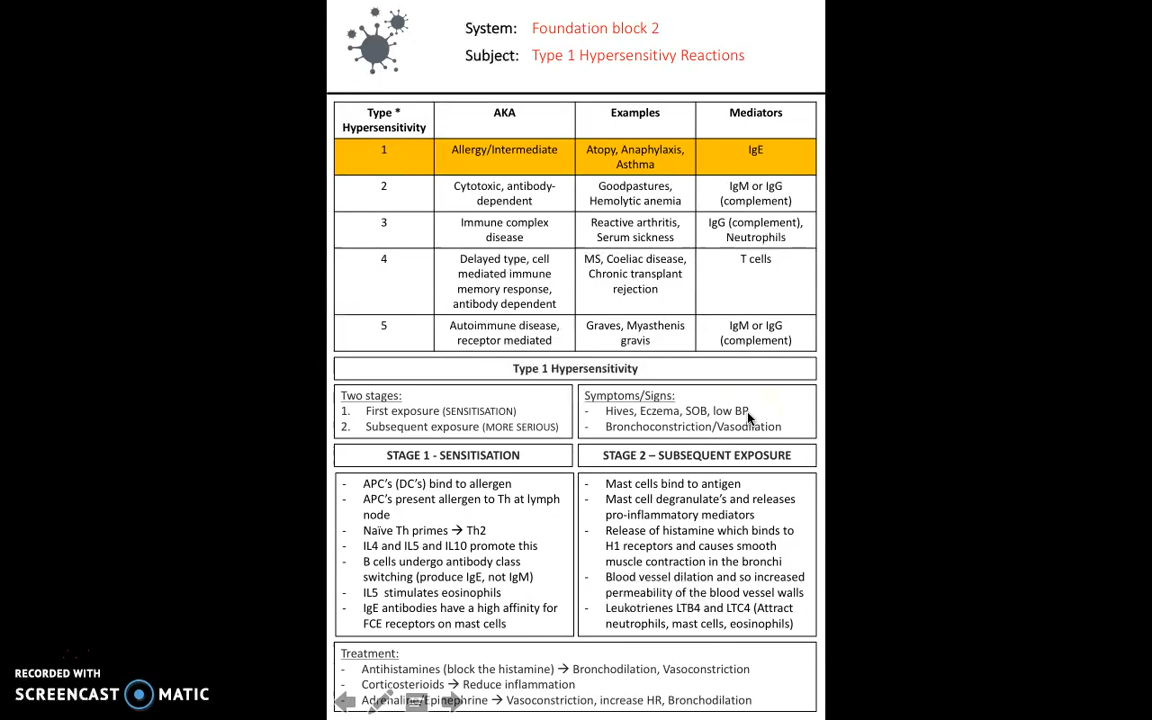 System: Foundation block 2
Subject: Type 1 Hypersensitivy Reactions
Type * Hypersensitivity AKA Examples Mediators
1 Allergy/Intermediate Atopy, Anaphylaxis, Asthma IgE
2 Cytotoxic, antibody-dependent Goodpastures, Hemolytic anemia IgM or IgG (complement)
3 Immune complex disease Reactive arthritis, Serum sickness IgG (complement), Neutrophils
4 Delayed type, cell mediated immune memory response, antibody dependent MS, Coeliac disease, Chronic transplant rejection T cells
5 Autoimmune disease, receptor mediated Graves, Myasthenis gravis IgM or IgG (complement)
Type 1 Hypersensitivity
Two stages:
1. First exposure (SENSITISATION)
2. Subsequent exposure (MORE SERIOUS)
Symptoms/Signs:
- Hives, Eczema, SOB, low BP
- Bronchoconstriction/Vasodilation
STAGE 1 - SENSITISATION
- APC's (DC's) bind to allergen
- APC's present allergen to Th at lymph
node
- Naïve Th primes → Th2
- IL4 and IL5 and IL10 promote this
- B cells undergo antibody class
switching (produce IgE, not IgM)
- IL5 stimulates eosinophils
- IgE antibodies have a high affinity for
FCE receptors on mast cells
STAGE 2 – SUBSEQUENT EXPOSURE
- Mast cells bind to antigen
- Mast cell degranulate's and releases
pro-inflammatory mediators
- Release of histamine which binds to
H1 receptors and causes smooth
muscle contraction in the bronchi
- Blood vessel dilation and so increased
permeability of the blood vessel walls
- Leukotrienes LTB4 and LTC4 (Attract
neutrophils, mast cells, eosinophils)
Treatment:
- Antihistamines (block the histamine) → Bronchodilation, Vasoconstriction
- Corticosterioids → Reduce inflammation
- Adrenaline/Epinephrine → Vasoconstriction, increase HR, Bronchodilation
RECORDED WITH
SCREENCAST MATIC